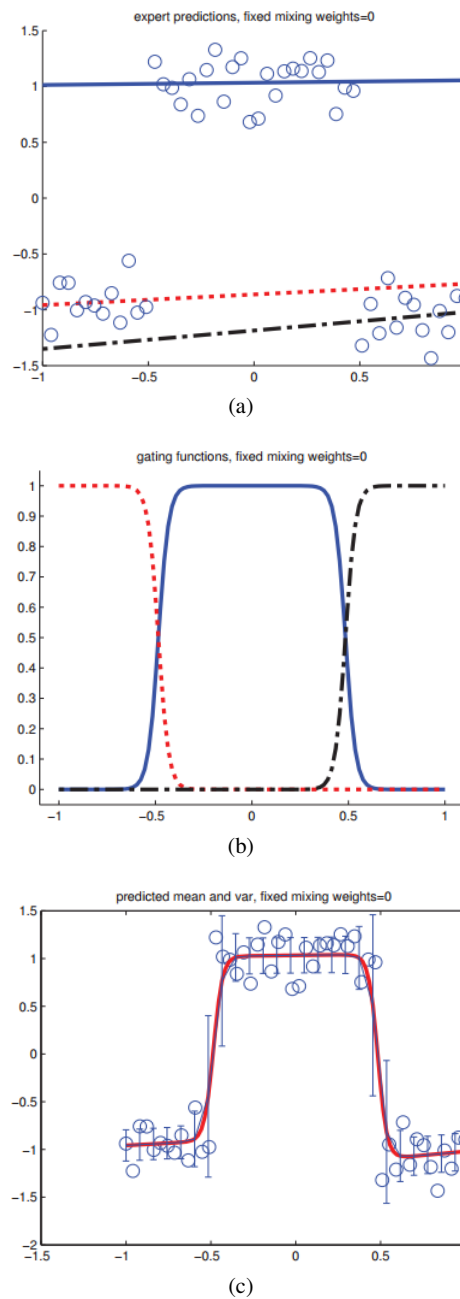 expert predictions, fixed mixing weights=0
1.5
1
0.5
0
-0.5
-1
-1.5
-1 -0.5 0 0.5
(a)
gating functions, fixed mixing weights=0
1
0.9
0.8
0.7
0.6
0.5
0.4
0.3
0.2
0.1
0
-1 -0.5 0 0.5 1
(b)
predicted mean and var, fixed mixing weights=0
1.5
1
0.5
0
-0.5
-1
-1.5
-2
-1.5 -1 -0.5 0 0.5
(c)